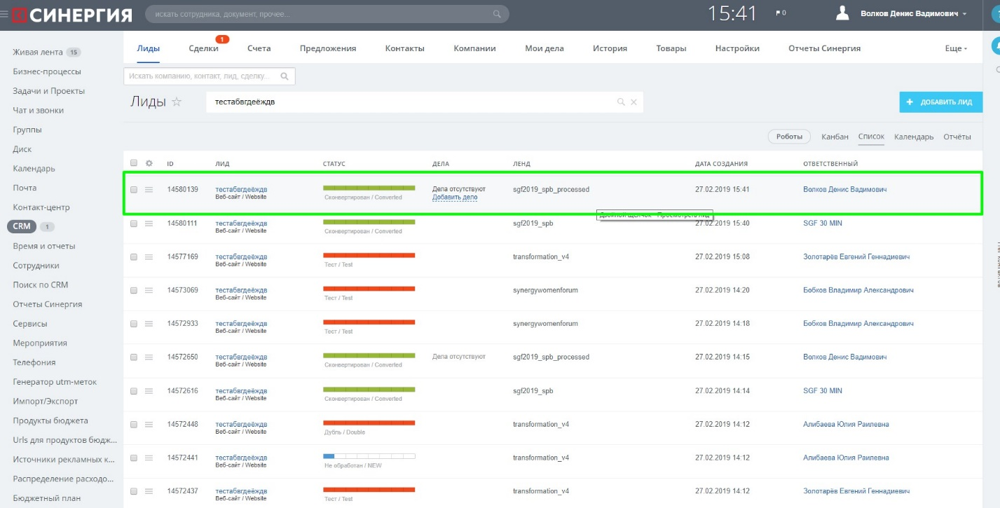 СИНЕРГИЯ
искать сотрудника, документ, прочее...
15:41
0
Волков Денис Вадимович
Живая лента 15
Бизнес-процессы
Задачи и Проекты
Чат и звонки
Группы
Диск
Календарь
Почта
Контакт-центр
CRM 1
Время и отчеты
Сотрудники
Поиск по CRM
Отчеты Синергия
Сервисы
Мероприятия
Телефония
Генератор utm-меток
Импорт/Экспорт
Продукты бюджета
Urls для продуктов бюдж...
Источники рекламных к...
Распределение расходо...
Бюджетный план
1
Лиды Сделки Счета Предложения Контакты Компании Мои дела История Товары Настройки Отчеты Синергия Еще
Искать компанию, контакт, лид, сделку...
Лиды тестабвгдеёждв + ДОБАВИТЬ ЛИД
Роботы Канбан Список Календарь Отчёты
ID ЛИД СТАТУС ДЕЛА ЛЕНД ДАТА СОЗДАНИЯ ОТВЕТСТВЕННЫЙ
14580139 тестабвгдеёждв Дела отсутствуют sgf2019_spb_processed 27.02.2019 15:41 Волков Денис Вадимович
Веб-сайт / Website Сконвертирован / Converted Добавить дело
Двойной щелчок - Просмотреть лид
14580111 тестабвгдеёждв sgf2019_spb 27.02.2019 15:40 SGF 30 MIN
Веб-сайт / Website Сконвертирован / Converted
14577169 тестабвгдеёждв transformation_v4 27.02.2019 15:08 Золотарёв Евгений Геннадиевич
Веб-сайт / Website Тест / Test
14573069 тестабвгдеёждв synergywomenforum 27.02.2019 14:20 Бобков Владимир Александрович
Веб-сайт / Website Тест / Test
14572933 тестабвгдеёждв synergywomenforum 27.02.2019 14:18 Бобков Владимир Александрович
Веб-сайт / Website Тест / Test
14572650 тестабвгдеёждв Дела отсутствуют sgf2019_spb_processed 27.02.2019 14:15 Волков Денис Вадимович
Веб-сайт / Website Сконвертирован / Converted
14572616 тестабвгдеёждв sgf2019_spb 27.02.2019 14:14 SGF 30 MIN
Веб-сайт / Website Сконвертирован / Converted
14572448 тестабвгдеёждв transformation_v4 27.02.2019 14:12 Алибаева Юлия Раилевна
Веб-сайт / Website Дубль / Double
14572441 тестабвгдеёждв transformation_v4 27.02.2019 14:12 Алибаева Юлия Раилевна
Веб-сайт / Website Не обработан / NEW
14572437 тестабвгдеёждв transformation_v4 27.02.2019 14:12 Золотарёв Евгений Геннадиевич
Веб-сайт / Website Тест / Test